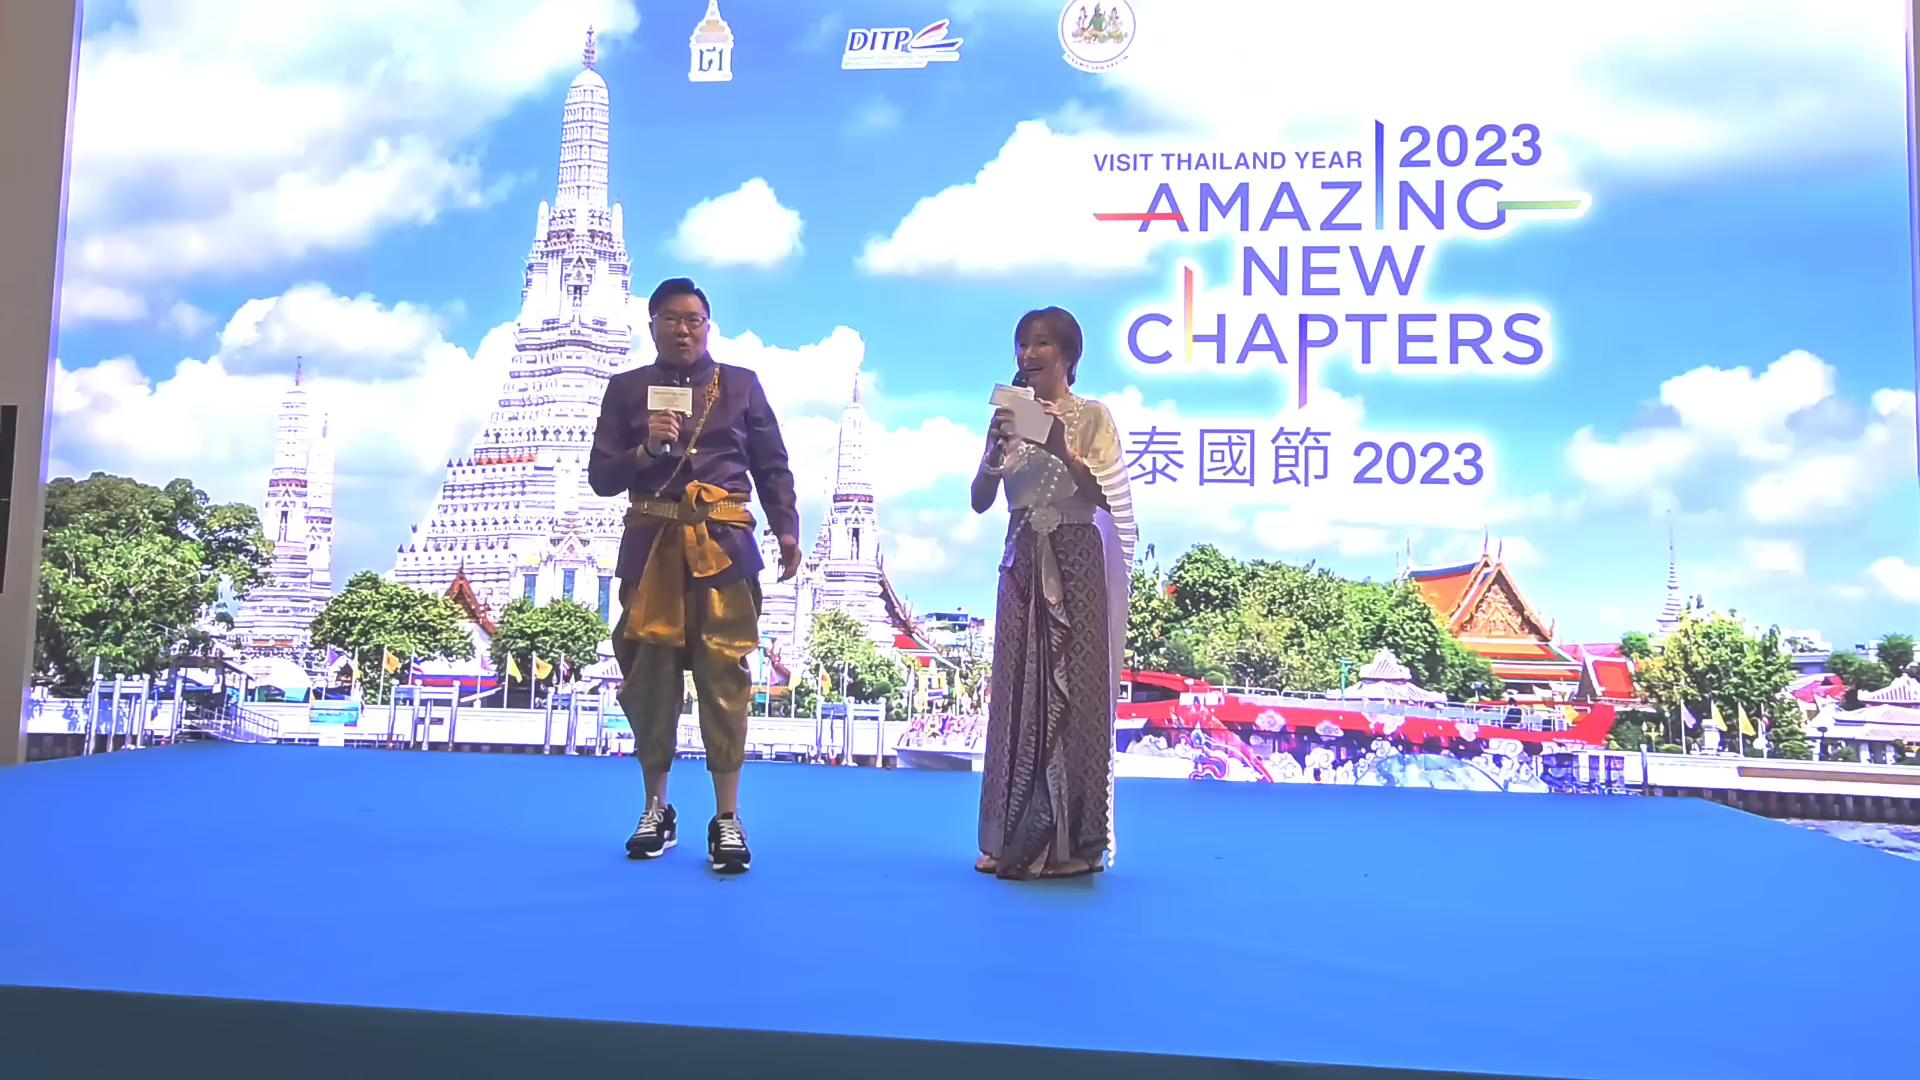 DITP
VISIT THAILAND YEAR 2023
AMAZING
NEW
CHAPTERS
泰國節 2023